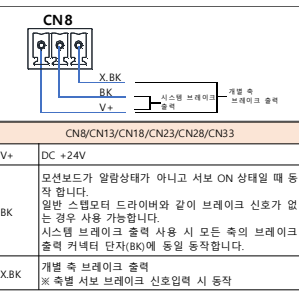 CN8
X.BK
BK
V+
시스템 브레이크
출력
개별 축
브레이크 출력
CN8/CN13/CN18/CN23/CN28/CN33
V+ DC +24V
BK
모션보드가 알람상태가 아니고 서보 ON 상태일 때 동
작 합니다.
일반 스텝모터 드라이버와 같이 브레이크 신호가 없
는 경우 사용 가능합니다.
시스템 브레이크 출력 사용 시 모든 축의 브레이크
출력 커넥터 단자(BK)에 동일 동작합니다.
X.BK
개별 축 브레이크 출력
※ 축별 서보 브레이크 신호입력 시 동작